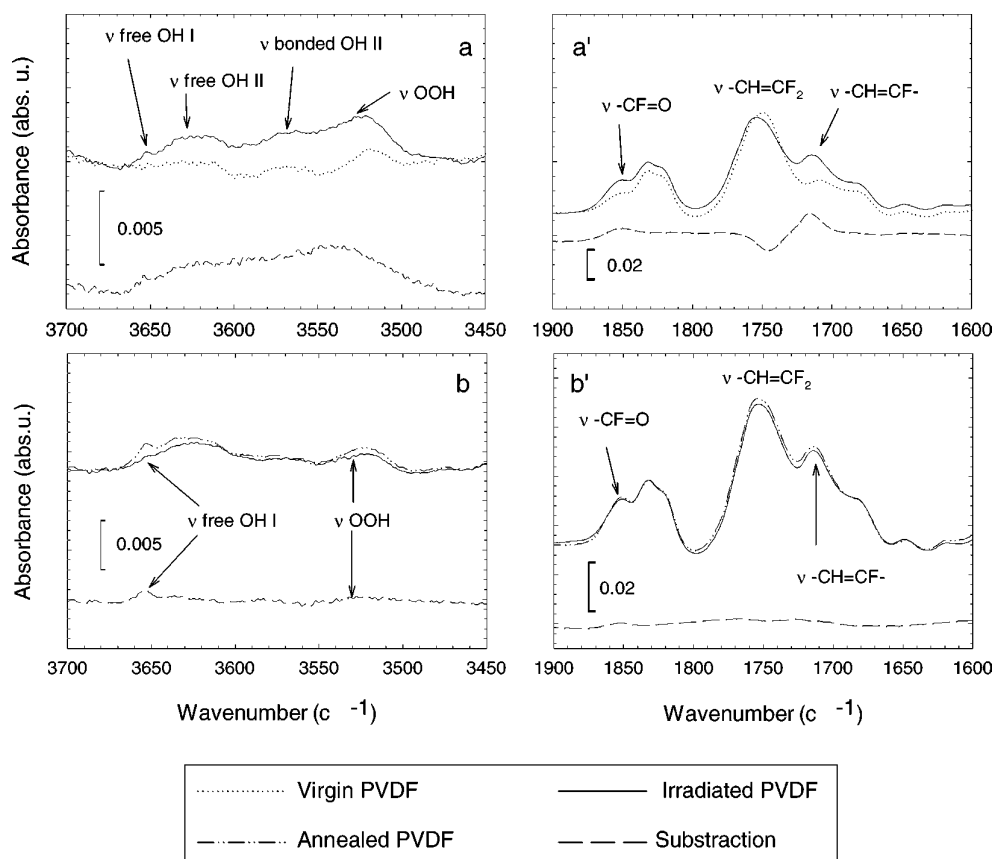 a
ν free OH I
ν bonded OH II
ν free OH II
ν OOH
0.005
Absorbance (abs. u.)
3700 3650 3600 3550 3500 3450
a'
ν -CH=CF2
ν -CF=O
ν -CH=CF-
0.02
1900 1850 1800 1750 1700 1600
b
0.005
ν free OH I
ν OOH
Absorbance (abs.u.)
3700 3650 3600 3550 3500 3450
Wavenumber (c -1)
b'
ν -CH=CF2
ν -CF=O
0.02
ν -CH=CF-
1900 1850 1800 1750 1700 1600
Wavenumber (c -1)
Virgin PVDF
Irradiated PVDF
Annealed PVDF
Substraction